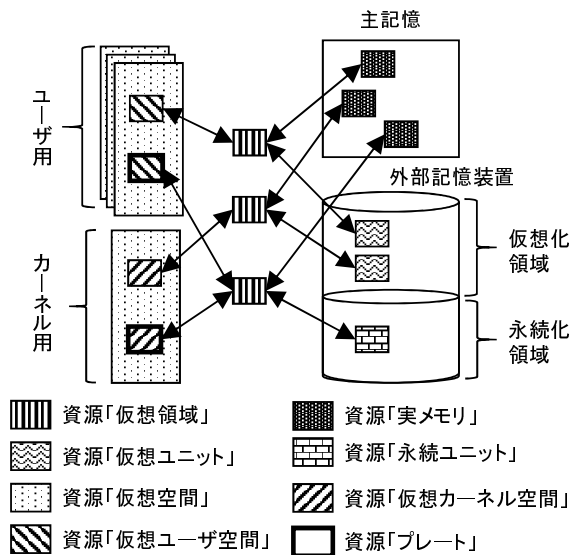 主記憶
ユーザ用
外部記憶装置
仮想化
領域
カーネル用
永続化
領域
資源「仮想領域」
資源「実メモリ」
資源「仮想ユニット」
資源「永続ユニット」
資源「仮想空間」
資源「仮想カーネル空間」
資源「仮想ユーザ空間」
資源「プレート」